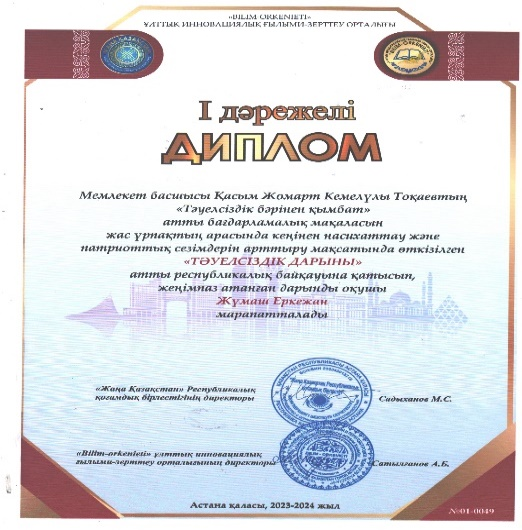 «BILIM ORKENIETI»
ҰЛТТЫҚ ИННОВАЦИЯЛЫҚ ҒЫЛЫМИ-ЗЕРТТЕУ ОРТАЛЫҒЫ
I дәрежелі
ДИПЛОМ
Мемлекет басшысы Қасым Жомарт Кемелұлы Тоқаевтың
«Тәуелсіздік бәрінен қымбат»
атты бағдарламалық мақаласын
жас ұрпақтың арасында кеңінен насихаттау және
патриоттық сезімдерін арттыру мақсатында өткізілген
«ТӘУЕЛСІЗДІК ДАРЫНЫ»
атты республикалық байқауына қатысып,
жеңімпаз атанған дарынды оқушы
Жұмаш Еркежан
марапатталады
«Жаңа Қазақстан» Республикалық
қоғамдық бірлестігінің директоры
Садыханов М.С.
«Bilim-orkenieti» ұлттық инновациялық
ғылыми-зерттеу орталығының директоры
Сатылғанов А.Б.
Астана қаласы, 2023-2024 жыл
№01-0049